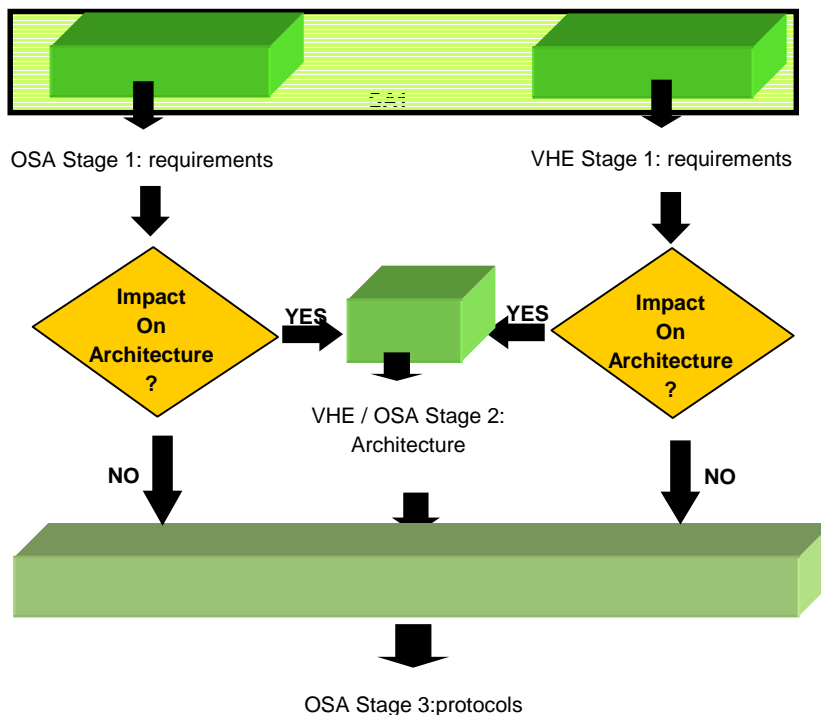 SA1
OSA Stage 1: requirements
VHE Stage 1: requirements
Impact
On
Architecture
?
YES
YES
Impact
On
Architecture
?
VHE / OSA Stage 2:
Architecture
NO
NO
OSA Stage 3:protocols